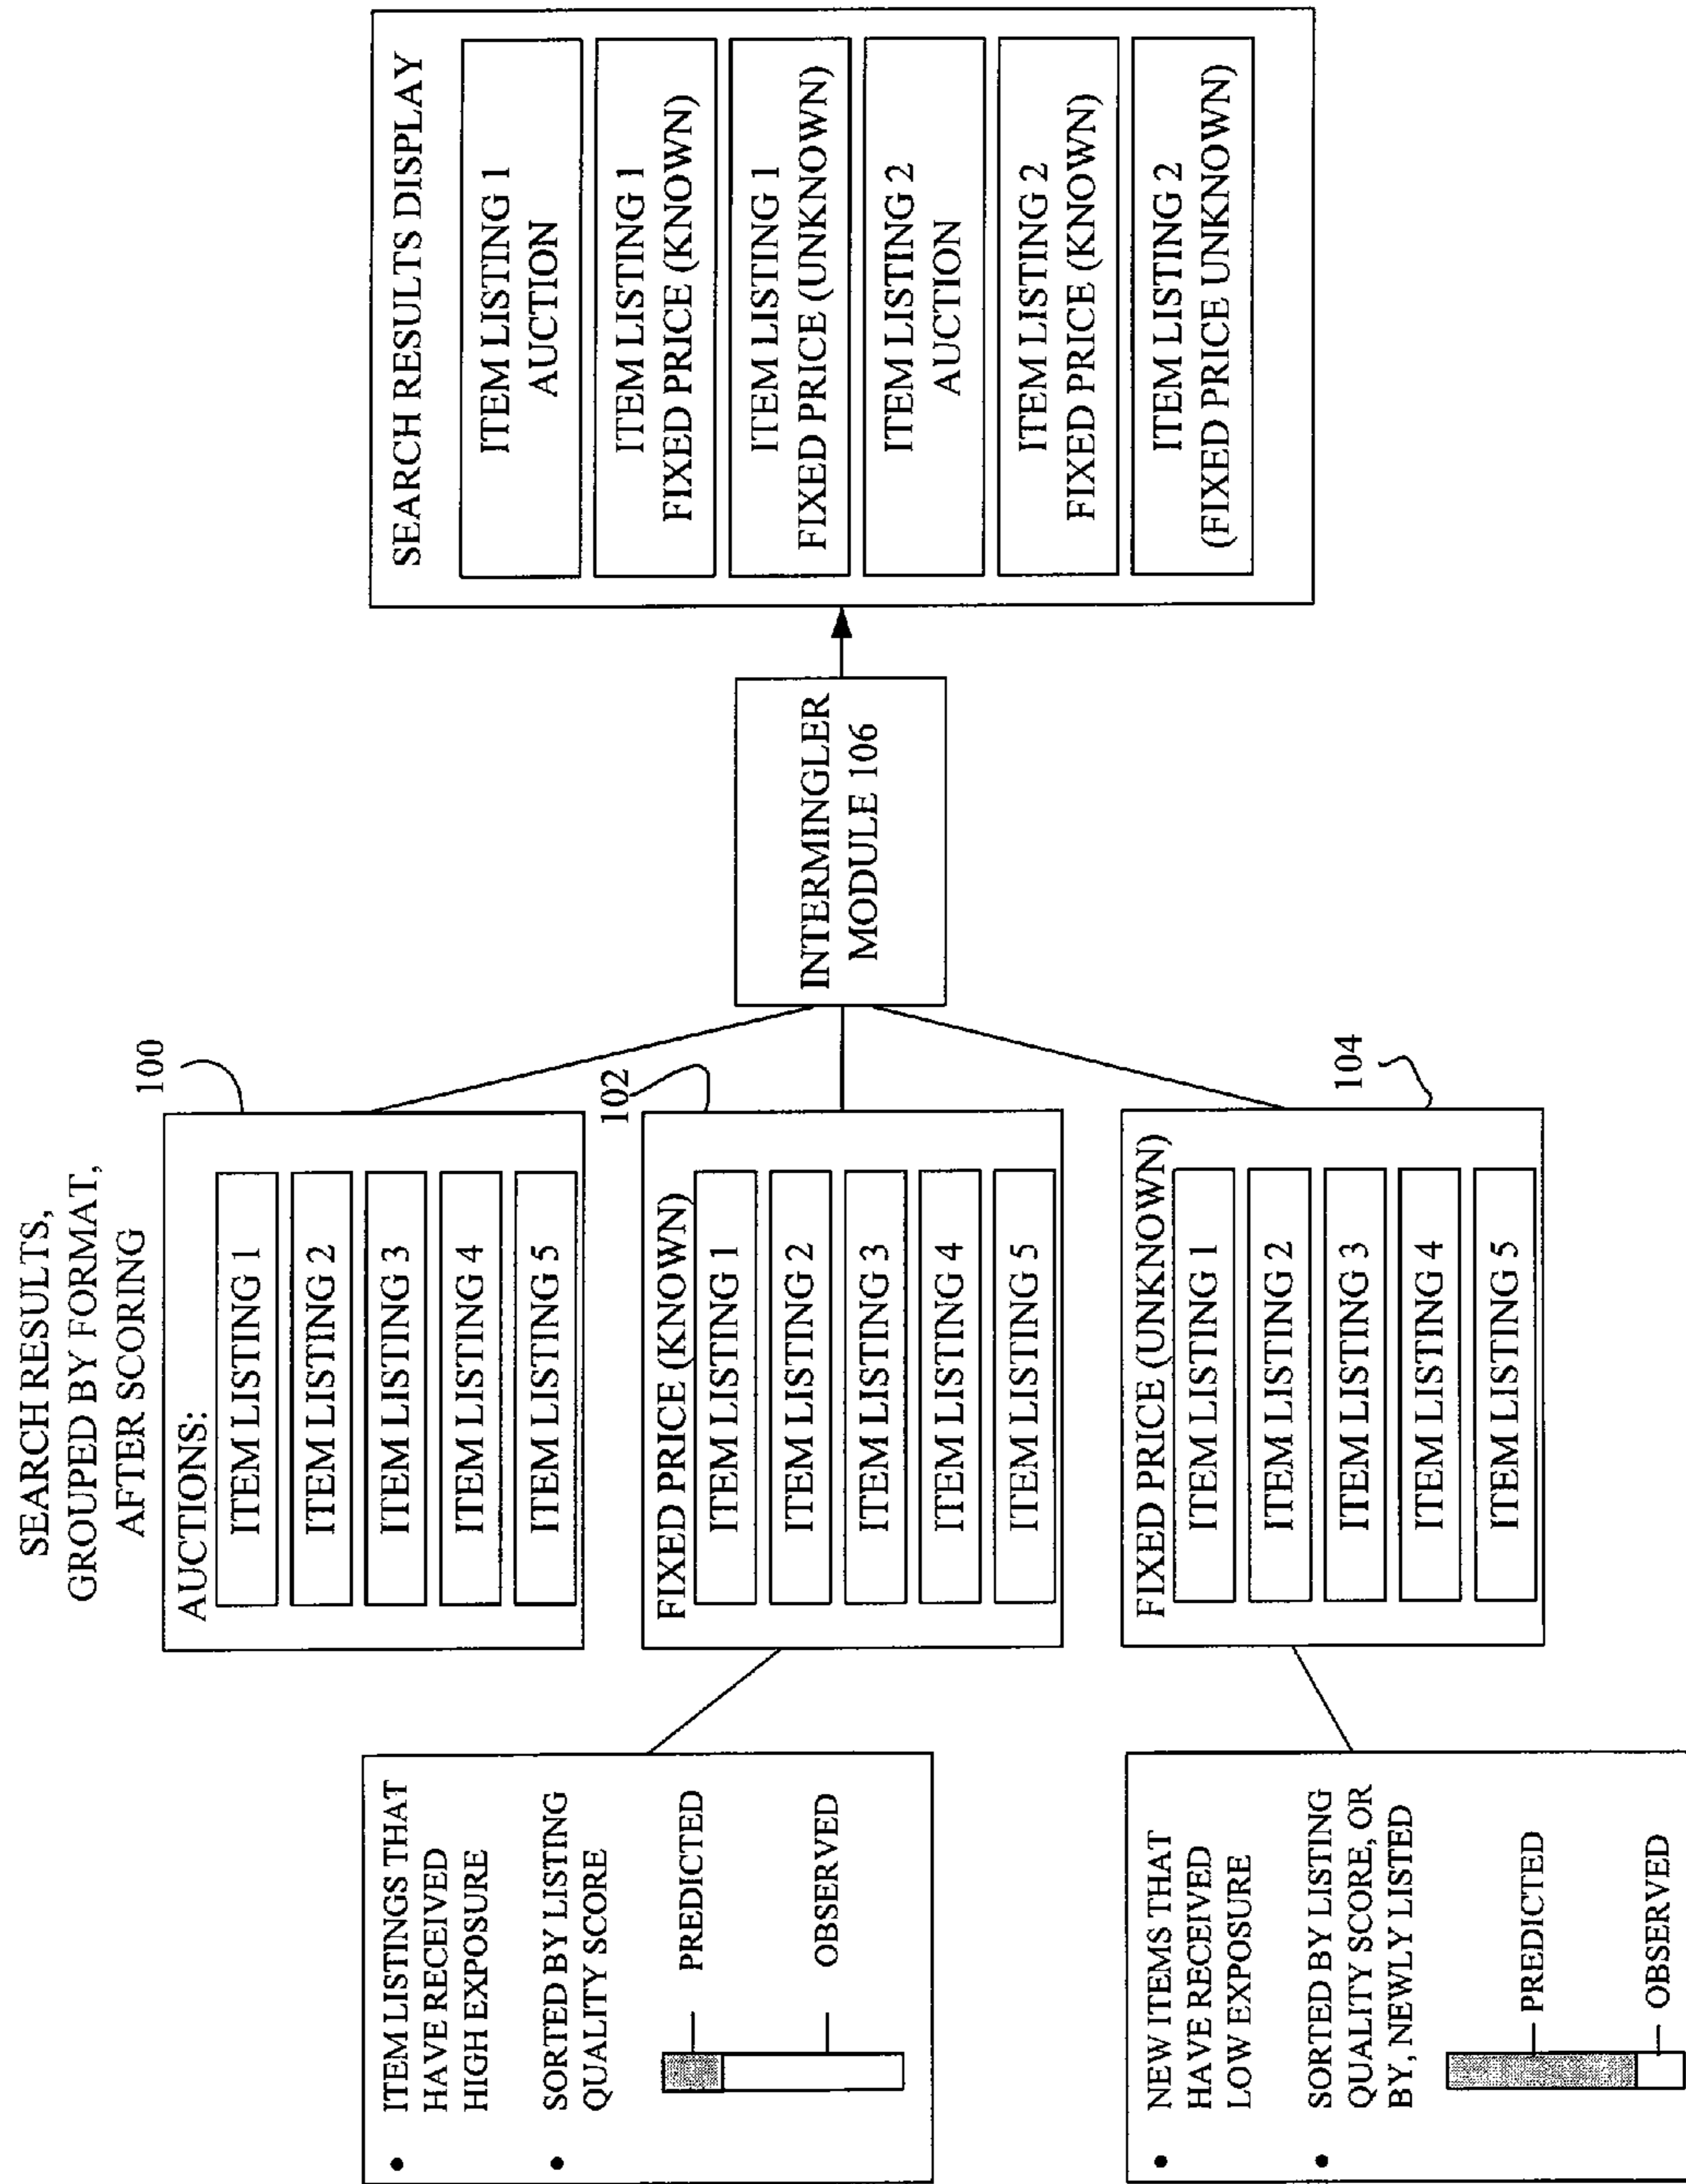 SEARCH RESULTS,
GROUPED BY FORMAT,
AFTER SCORING
• ITEM LISTINGS THAT
HAVE RECEIVED
HIGH EXPOSURE
• SORTED BY LISTING
QUALITY SCORE
PREDICTED
OBSERVED
• NEW ITEMS THAT
HAVE RECEIVED
LOW EXPOSURE
• SORTED BY LISTING
QUALITY SCORE, OR
BY, NEWLY LISTED
PREDICTED
OBSERVED
100
AUCTIONS:
ITEM LISTING 1
ITEM LISTING 2
ITEM LISTING 3
ITEM LISTING 4
ITEM LISTING 5
102
FIXED PRICE (KNOWN)
ITEM LISTING 1
ITEM LISTING 2
ITEM LISTING 3
ITEM LISTING 4
ITEM LISTING 5
104
FIXED PRICE (UNKNOWN)
ITEM LISTING 1
ITEM LISTING 2
ITEM LISTING 3
ITEM LISTING 4
ITEM LISTING 5
INTERMINGLER
MODULE 106
SEARCH RESULTS DISPLAY
ITEM LISTING 1
AUCTION
ITEM LISTING 1
FIXED PRICE (KNOWN)
ITEM LISTING 1
FIXED PRICE (UNKNOWN)
ITEM LISTING 2
AUCTION
ITEM LISTING 2
FIXED PRICE (KNOWN)
ITEM LISTING 2
(FIXED PRICE UNKNOWN)